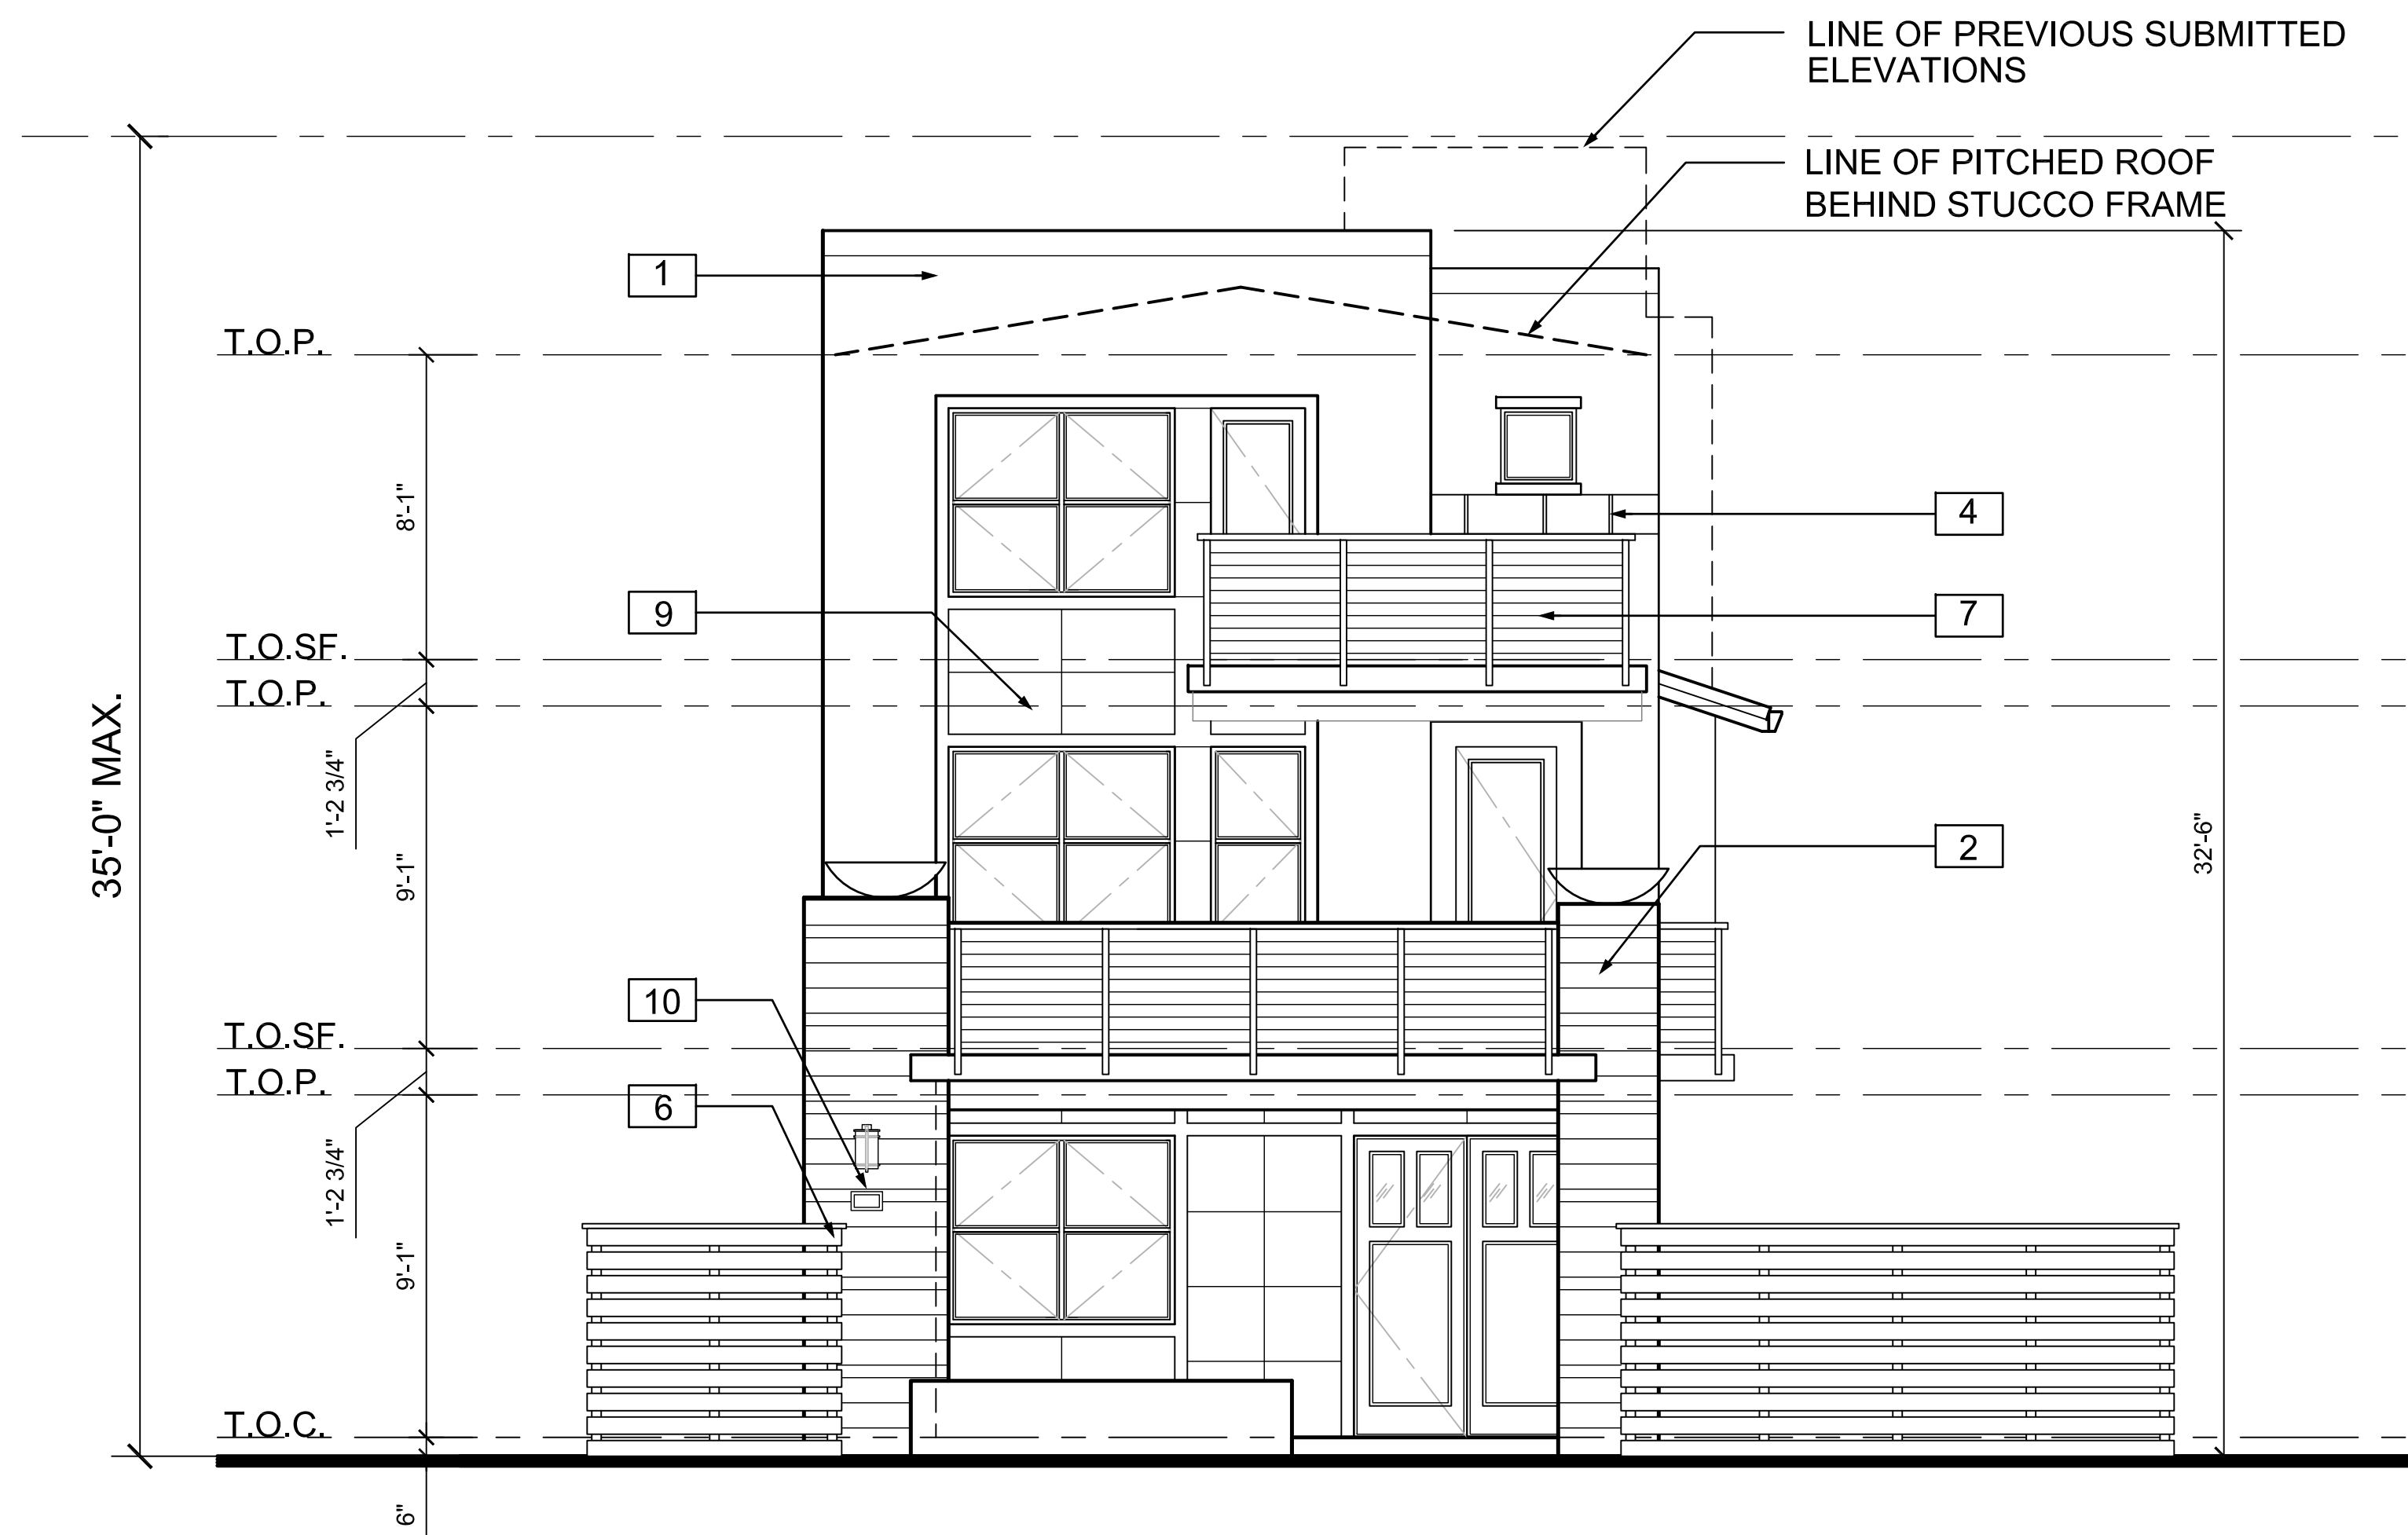 LINE OF PREVIOUS SUBMITTED
ELEVATIONS
LINE OF PITCHED ROOF
BEHIND STUCCO FRAME
1
T.O.P.
8'-1"
4
9
7
T.O.SF.
T.O.P.
1'-2 3/4"
35'-0" MAX.
9'-1"
2
32'-6"
10
T.O.SF.
T.O.P.
6
1'-2 3/4"
9'-1"
T.O.C.
6"